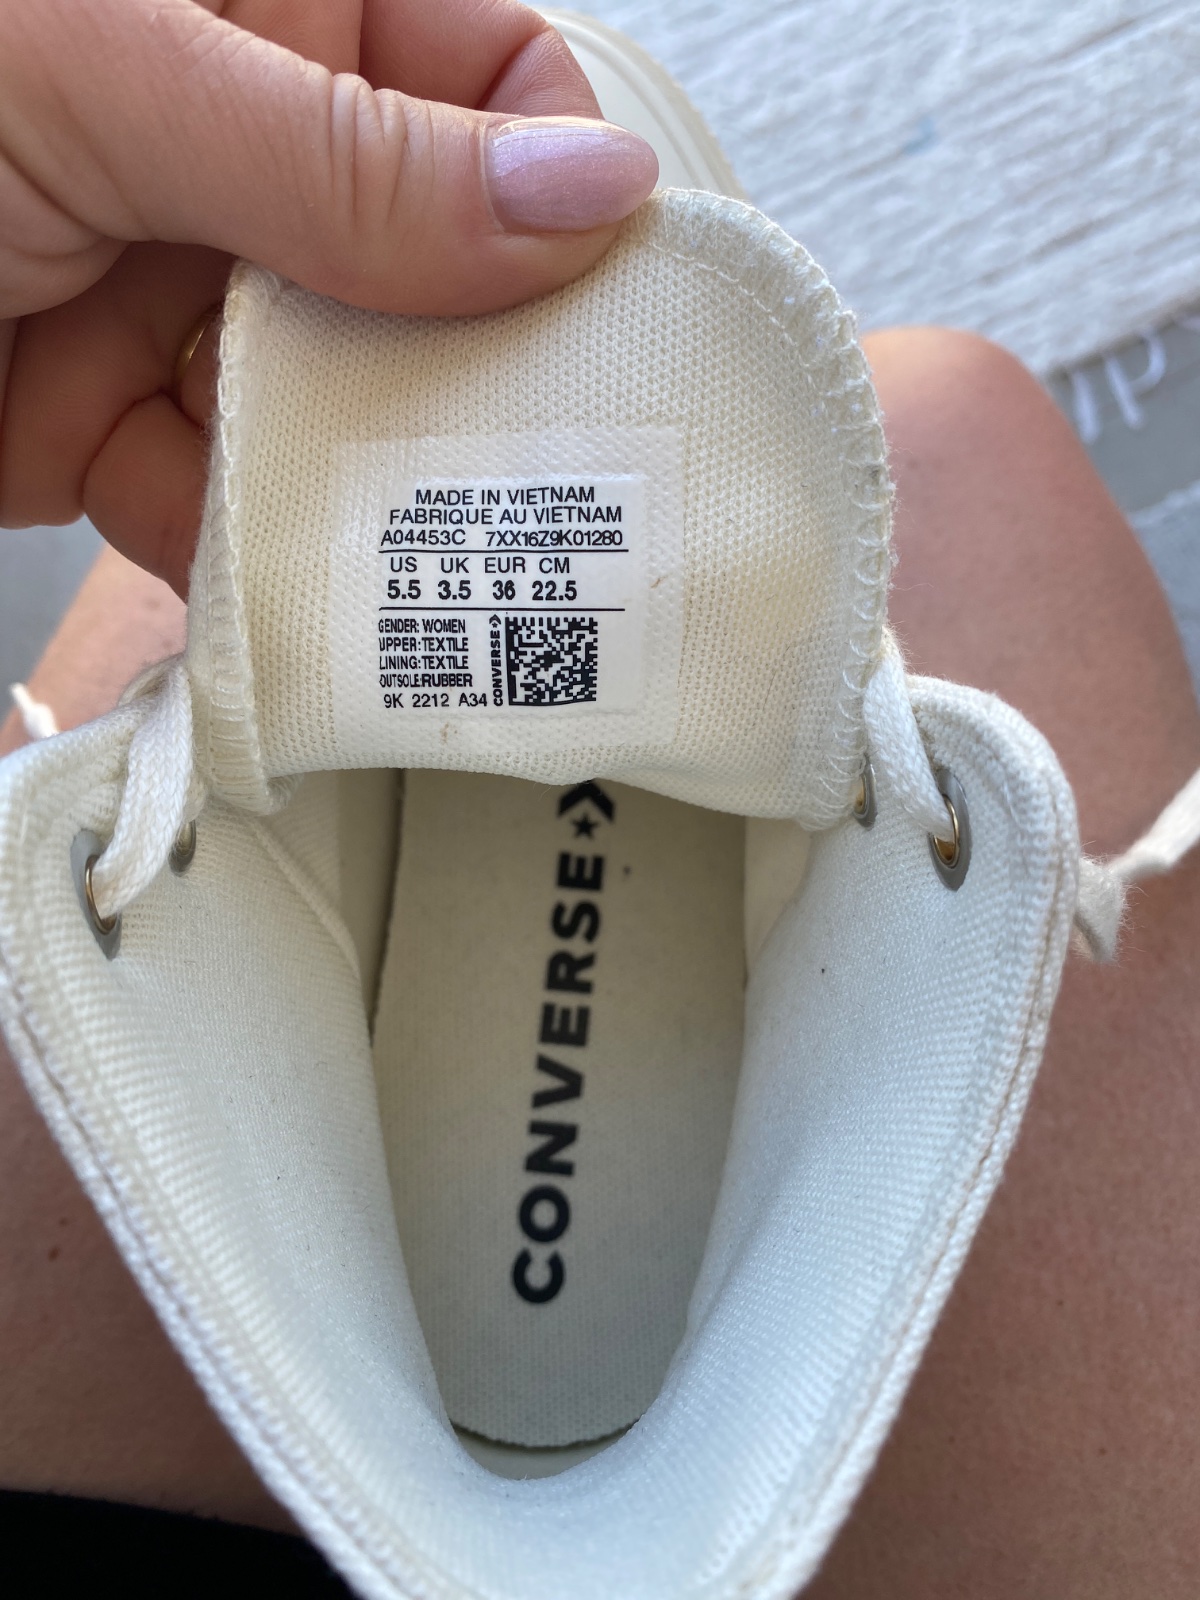 MADE IN VIETNAM
FABRIQUE AU VIETNAM
A04453C 7XX16Z9K01280
US UK EUR CM
5.5 3.5 36 22.5
GENDER: WOMEN
UPPER:TEXTILE
LINING:TEXTILE
OUTSOLE:RUBBER
9K 2212 A34
CONVERSE
CONVERSE